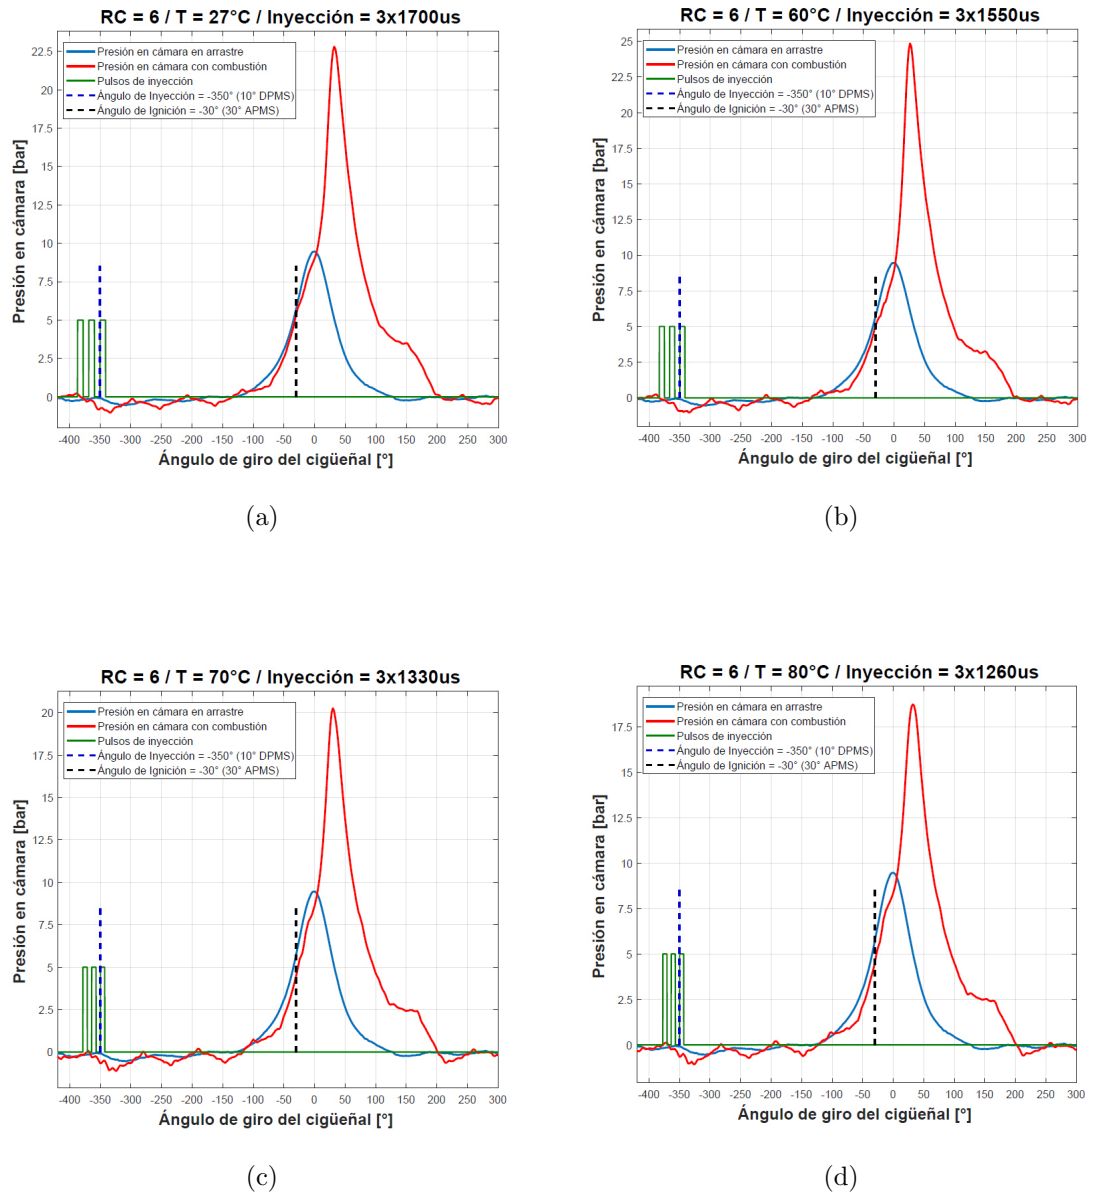 RC = 6 / T = 27°C / Inyección = 3x1700us
Presión en cámara en arrastre
Presión en cámara con combustión
Pulsos de inyección
Ángulo de Inyección = -350° (10° DPMS)
Ángulo de Ignición = -30° (30° APMS)
Presión en cámara [bar]
22.5
20
17.5
15
12.5
10
7.5
5
2.5
0
-400 -350 -300 -250 -200 -150 -100 -50 0 50 100 150 200 250 300
Ángulo de giro del cigüeñal [°]
(a)
RC = 6 / T = 60°C / Inyección = 3x1550us
Presión en cámara en arrastre
Presión en cámara con combustión
Pulsos de inyección
Ángulo de Inyección = -350° (10° DPMS)
Ángulo de Ignición = -30° (30° APMS)
Presión en cámara [bar]
25
22.5
20
17.5
15
12.5
10
7.5
5
2.5
0
-400 -350 -300 -250 -200 -150 -100 -50 0 50 100 150 200 250 300
Ángulo de giro del cigüeñal [°]
(b)
RC = 6 / T = 70°C / Inyección = 3x1330us
Presión en cámara en arrastre
Presión en cámara con combustión
Pulsos de inyección
Ángulo de Inyección = -350° (10° DPMS)
Ángulo de Ignición = -30° (30° APMS)
Presión en cámara [bar]
20
17.5
15
12.5
10
7.5
5
2.5
0
-400 -350 -300 -250 -200 -150 -100 -50 0 50 100 150 200 250 300
Ángulo de giro del cigüeñal [°]
(c)
RC = 6 / T = 80°C / Inyección = 3x1260us
Presión en cámara en arrastre
Presión en cámara con combustión
Pulsos de inyección
Ángulo de Inyección = -350° (10° DPMS)
Ángulo de Ignición = -30° (30° APMS)
Presión en cámara [bar]
17.5
15
12.5
10
7.5
5
2.5
0
-400 -350 -300 -250 -200 -150 -100 -50 0 50 100 150 200 250 300
Ángulo de giro del cigüeñal [°]
(d)